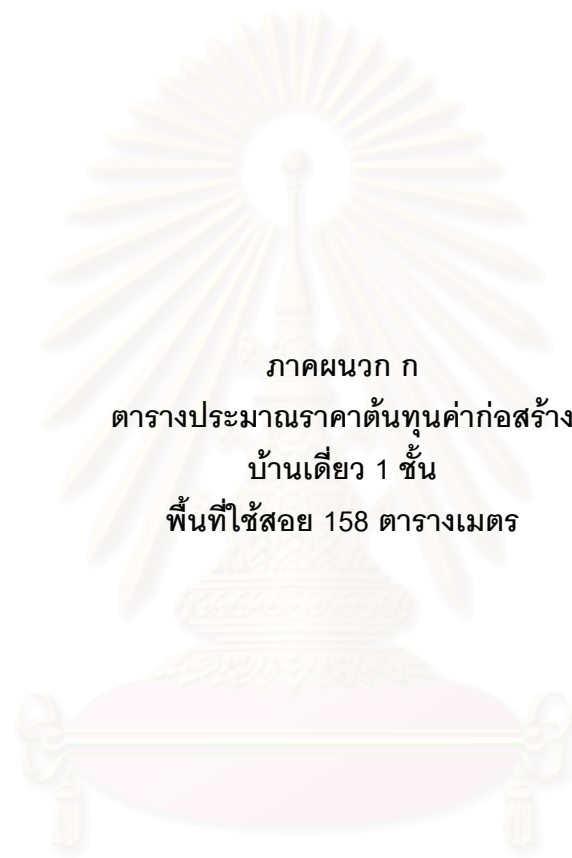 ภาคผนวก ก
ตารางประมาณราคาต้นทุนค่าก่อสร้าง
บ้านเดี่ยว 1 ชั้น
พื้นที่ใช้สอย 158 ตารางเมตร